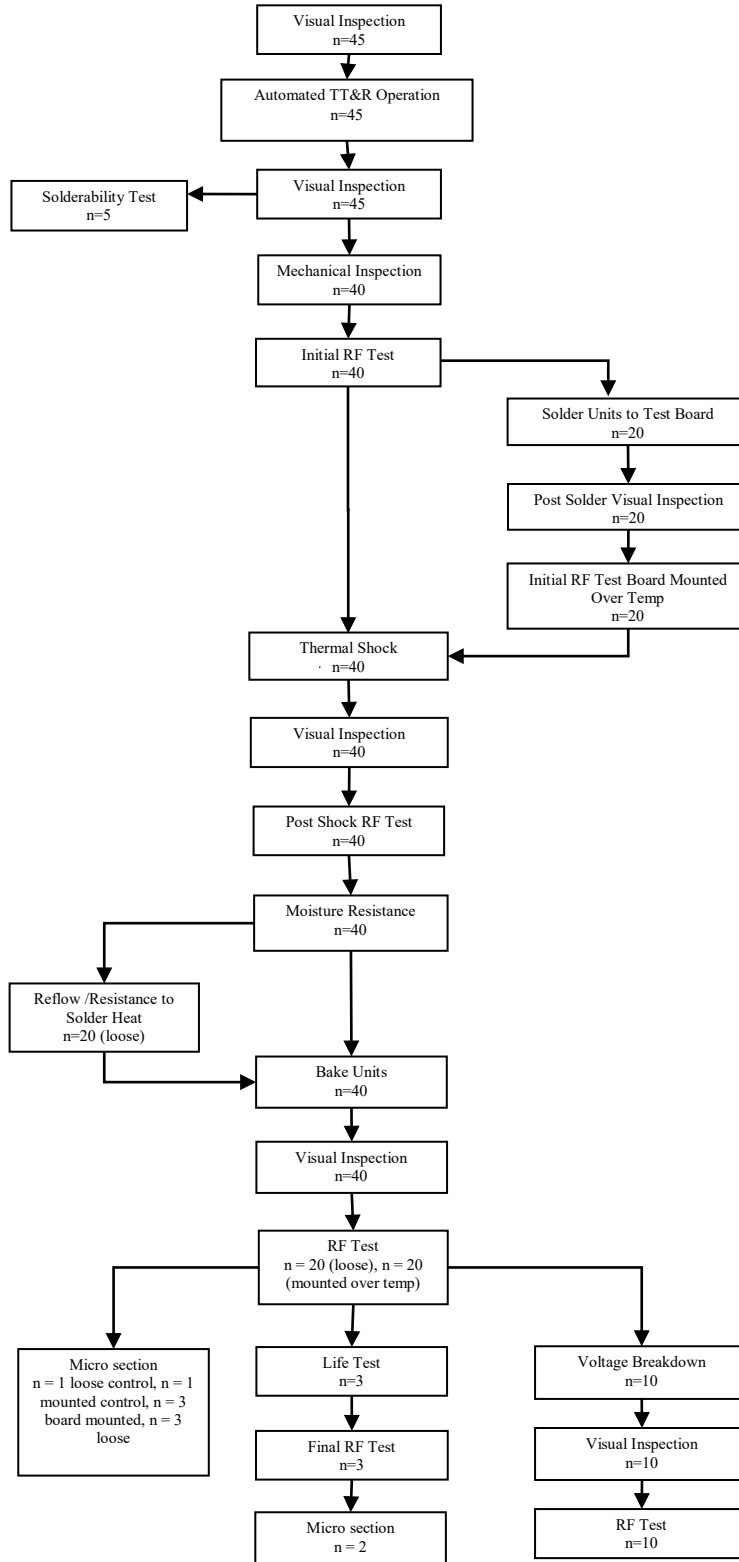 Visual Inspection
n=45
Automated TT&R Operation
n=45
Visual Inspection
n=45
Solderability Test
n=5
Mechanical Inspection
n=40
Initial RF Test
n=40
Solder Units to Test Board
n=20
Post Solder Visual Inspection
n=20
Initial RF Test Board Mounted
Over Temp
n=20
Thermal Shock
n=40
Visual Inspection
n=40
Post Shock RF Test
n=40
Moisture Resistance
n=40
Reflow /Resistance to
Solder Heat
n=20 (loose)
Bake Units
n=40
Visual Inspection
n=40
RF Test
n = 20 (loose), n = 20
(mounted over temp)
Micro section
n = 1 loose control, n = 1
mounted control, n = 3
board mounted, n = 3
loose
Life Test
n=3
Final RF Test
n=3
Micro section
n = 2
Voltage Breakdown
n=10
Visual Inspection
n=10
RF Test
n=10